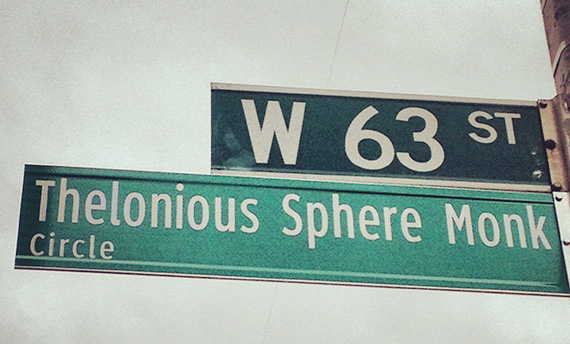 W 63 ST
Thelonious Sphere Monk
Circle